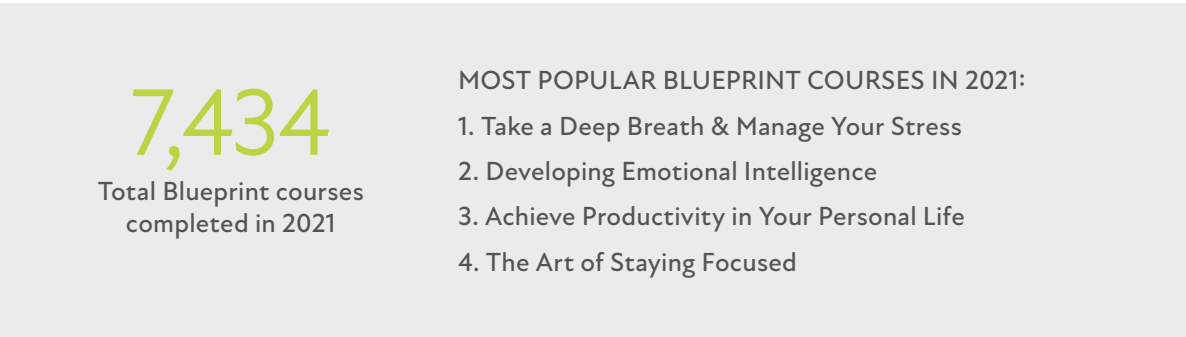 7,434
Total Blueprint courses
completed in 2021
MOST POPULAR BLUEPRINT COURSES IN 2021:
1. Take a Deep Breath & Manage Your Stress
2. Developing Emotional Intelligence
3. Achieve Productivity in Your Personal Life
4. The Art of Staying Focused